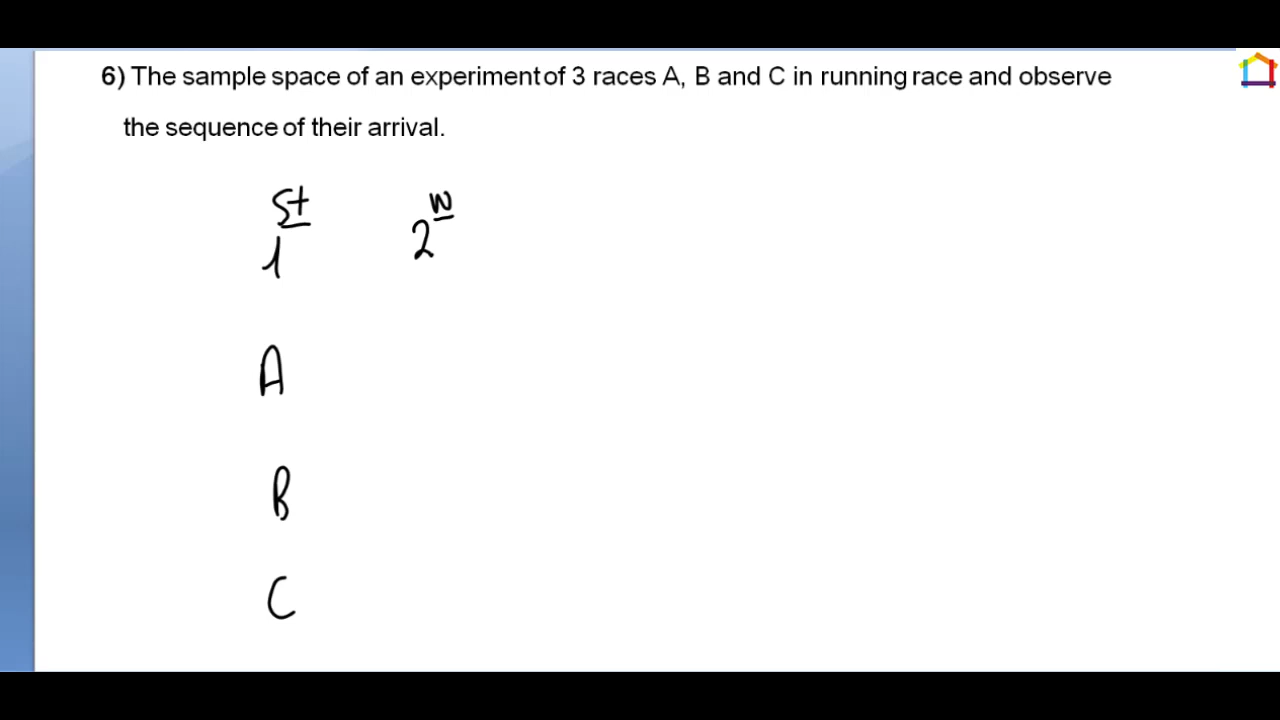 6) The sample space of an experiment of 3 races A, B and C in running race and observe
the sequence of their arrival.
1st 2
A
B
C